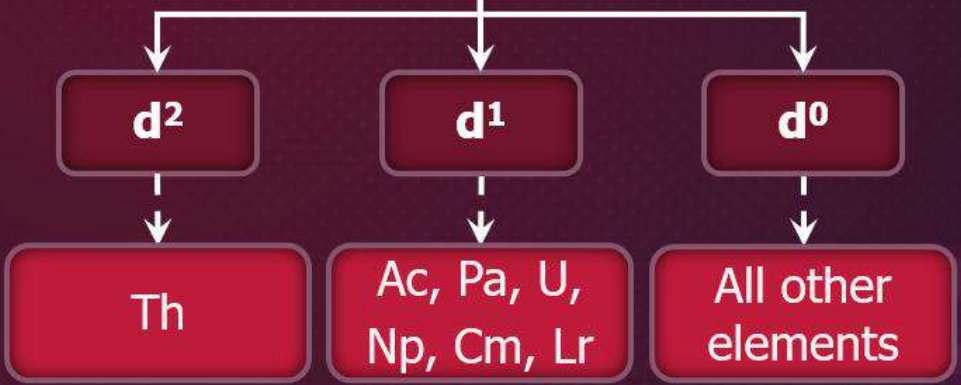 d²
d¹
d⁰
Th
Ac, Pa, U,
Np, Cm, Lr
All other
elements